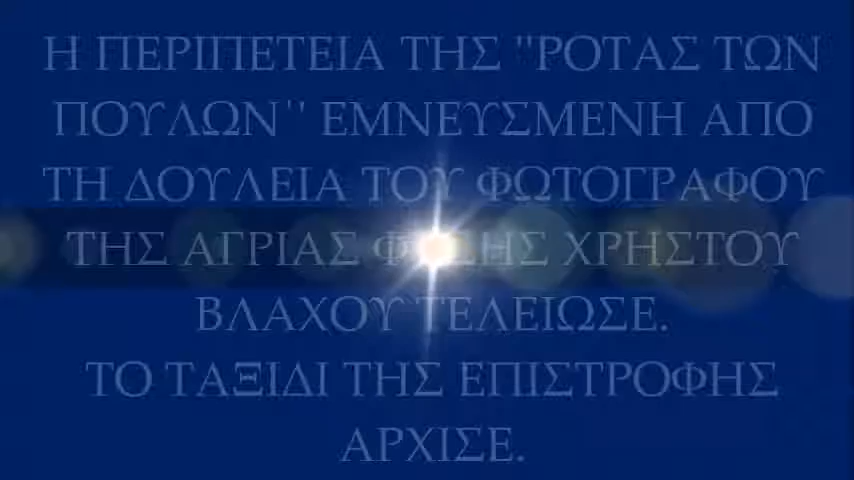 Η ΠΕΡΙΠΕΤΕΙΑ ΤΗΣ "ΡΟΤΑΣ ΤΩΝ
ΠΟΥΛΩΝ'' ΕΜΝΕΥΣΜΕΝΗ ΑΠΟ
ΤΗ ΔΟΥΛΕΙΑ ΤΟΥ ΦΩΤΟΓΡΑΦΟΥ
ΤΗΣ ΑΓΡΙΑΣ ΦΥΣΗΣ ΧΡΗΣΤΟΥ
ΒΛΑΧΟΥ ΤΕΛΕΙΩΣΕ.
ΤΟ ΤΑΞΙΔΙ ΤΗΣ ΕΠΙΣΤΡΟΦΗΣ
ΑΡΧΙΣΕ.